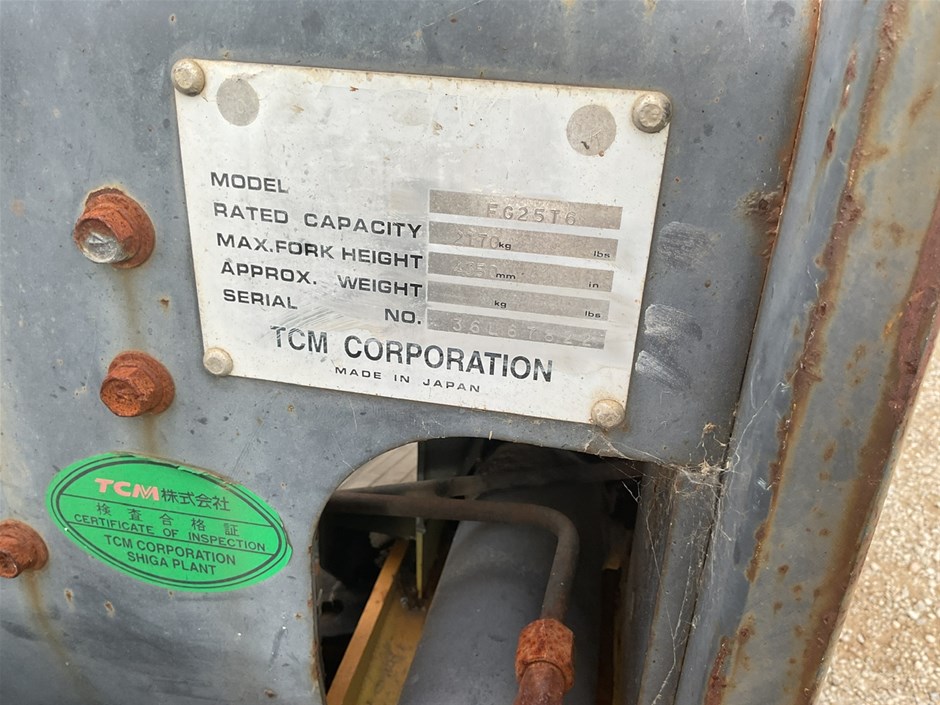 MODEL FG25T6
RATED CAPACITY 2170 kg lbs
MAX. FORK HEIGHT mm in.
APPROX. WEIGHT kg lbs
SERIAL NO.
TCM CORPORATION
MADE IN JAPAN
TCM株式会社
検査合格証
CERTIFICATE OF INSPECTION
TCM CORPORATION
SHIGA PLANT